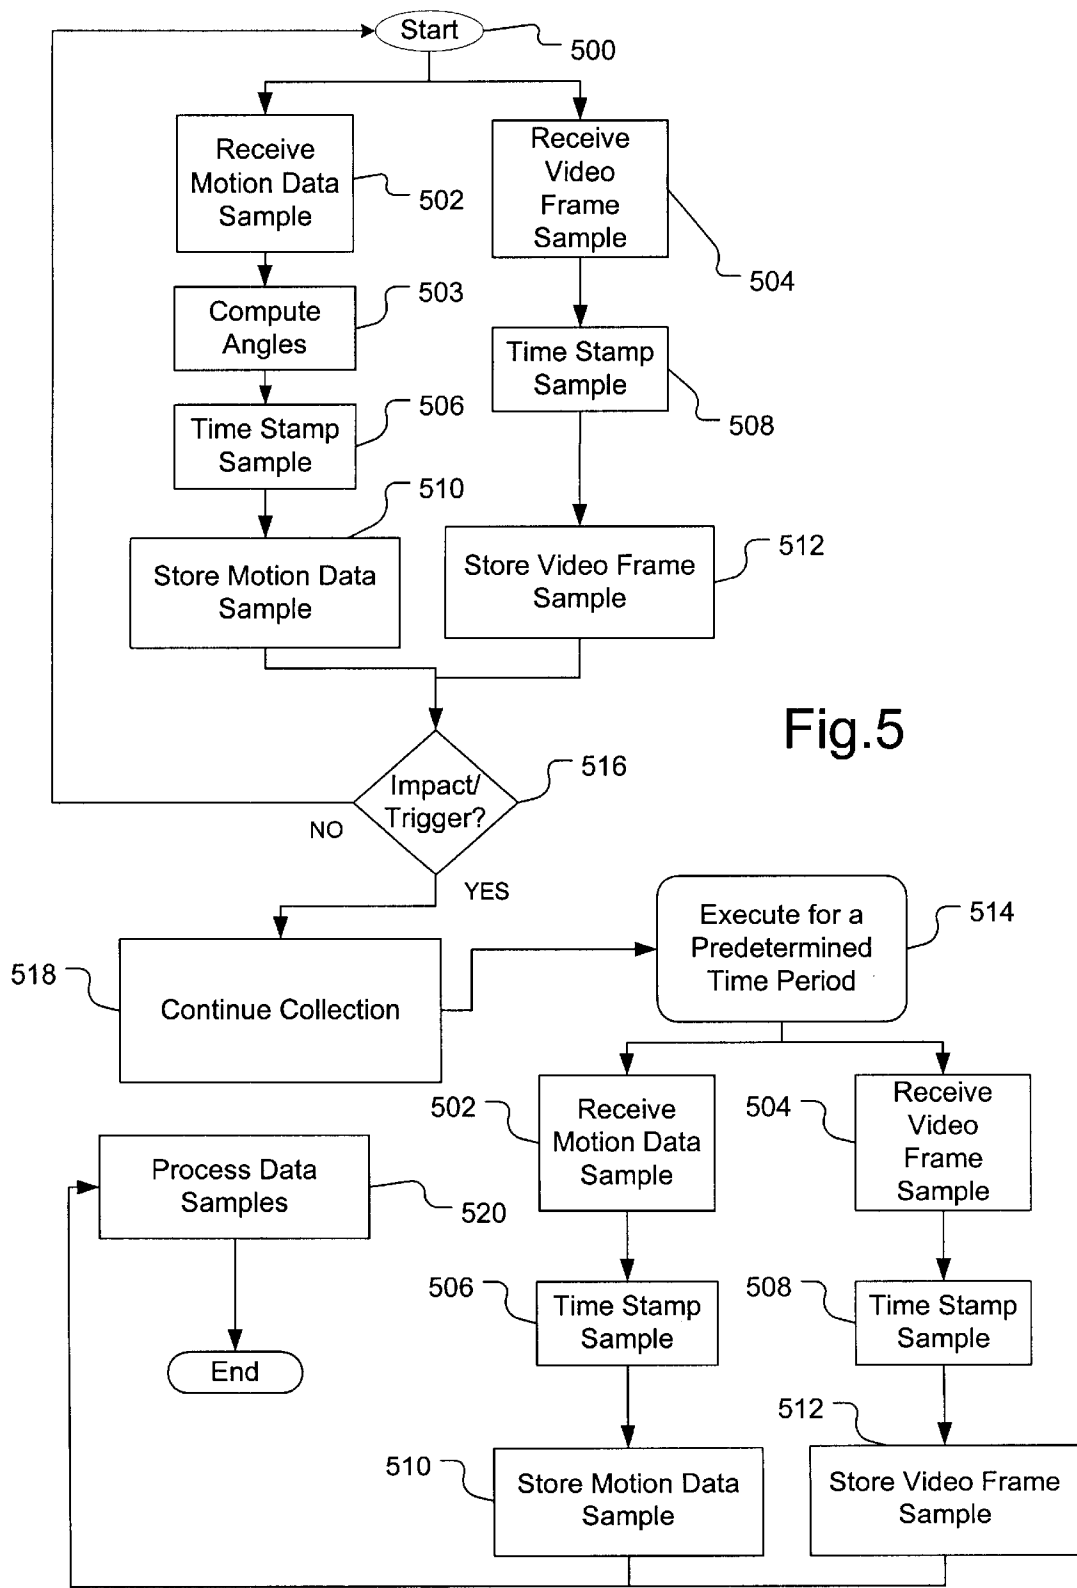 Start
500
Receive
Motion Data
Sample
502
Receive
Video
Frame
Sample
504
Compute
Angles
503
Time Stamp
Sample
508
Time Stamp
Sample
506
Store Motion Data
Sample
510
Store Video Frame
Sample
512
Fig.5
Impact/
Trigger?
516
NO
YES
Continue Collection
518
Execute for a
Predetermined
Time Period
514
502
Receive
Motion Data
Sample
504
Receive
Video
Frame
Sample
Process Data
Samples
520
506
Time Stamp
Sample
508
Time Stamp
Sample
End
510
Store Motion Data
Sample
512
Store Video Frame
Sample